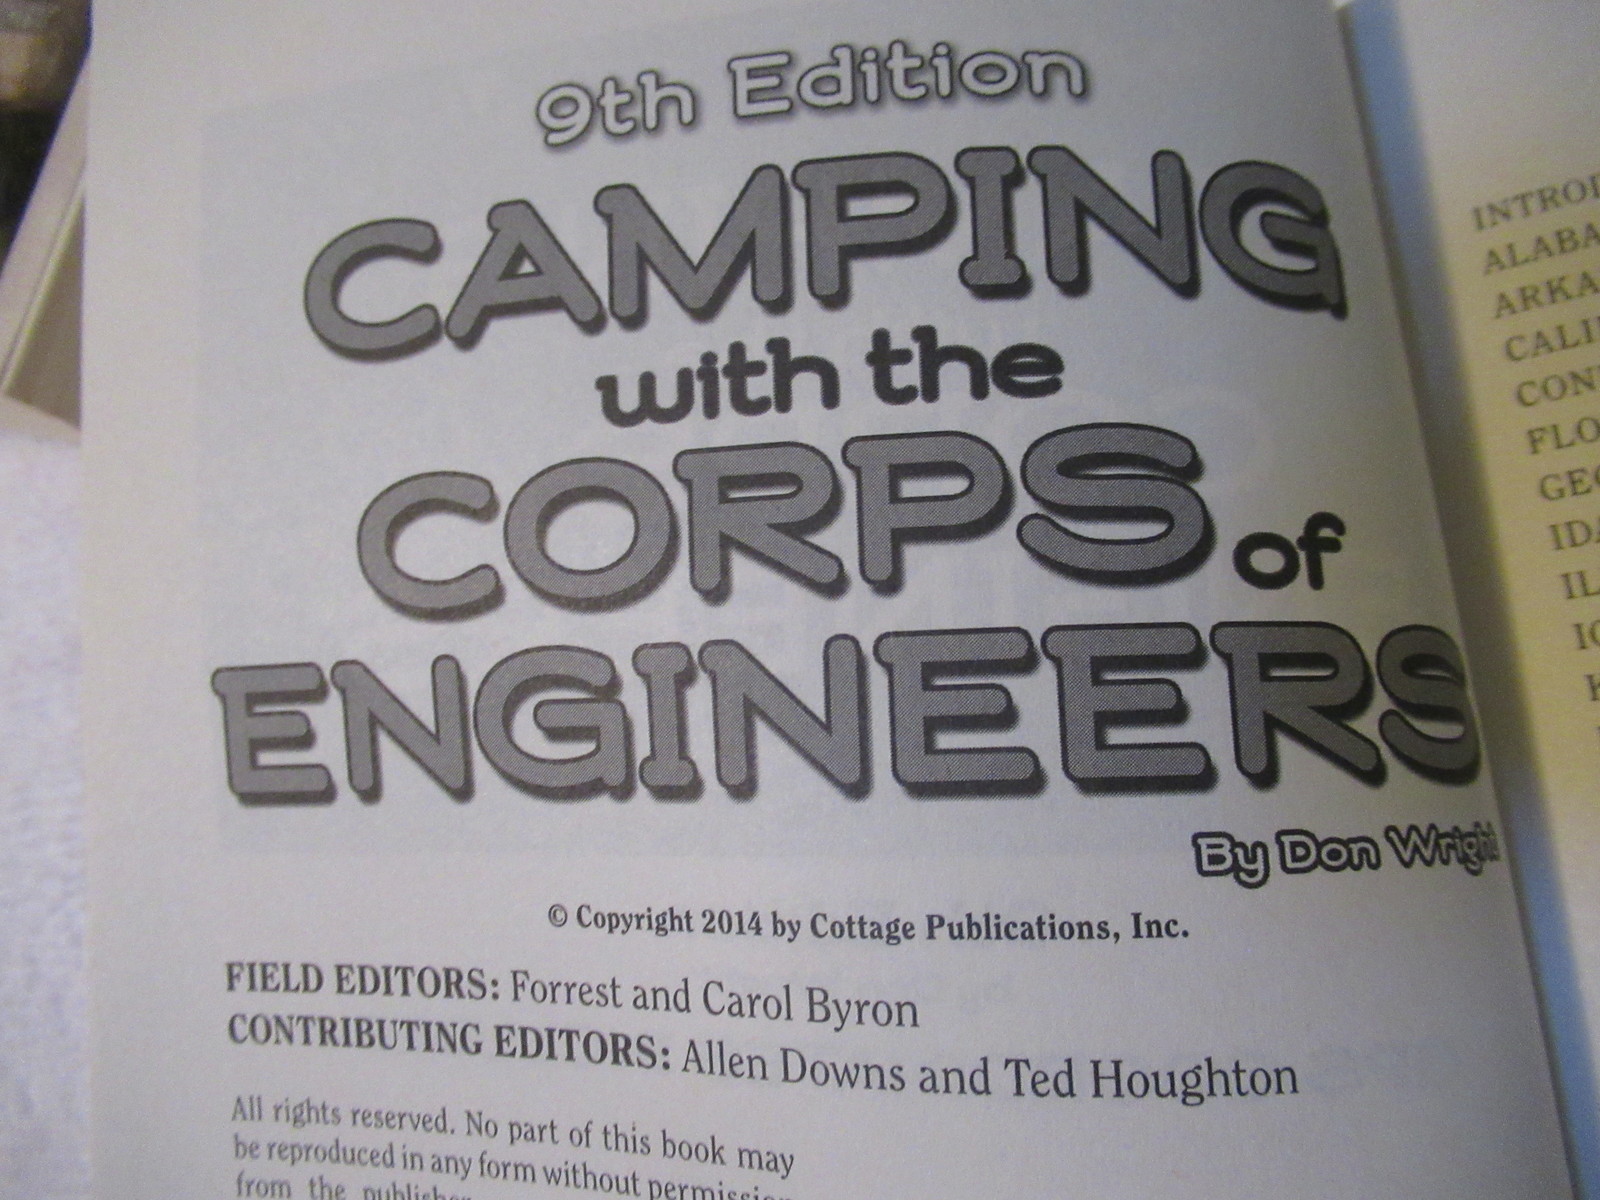 9th Edition
CAMPING
with the
CORPS of
ENGINEERS
By Don Wright
© Copyright 2014 by Cottage Publications, Inc.
FIELD EDITORS: Forrest and Carol Byron
CONTRIBUTING EDITORS: Allen Downs and Ted Houghton
All rights reserved. No part of this book may
be reproduced in any form without
from the